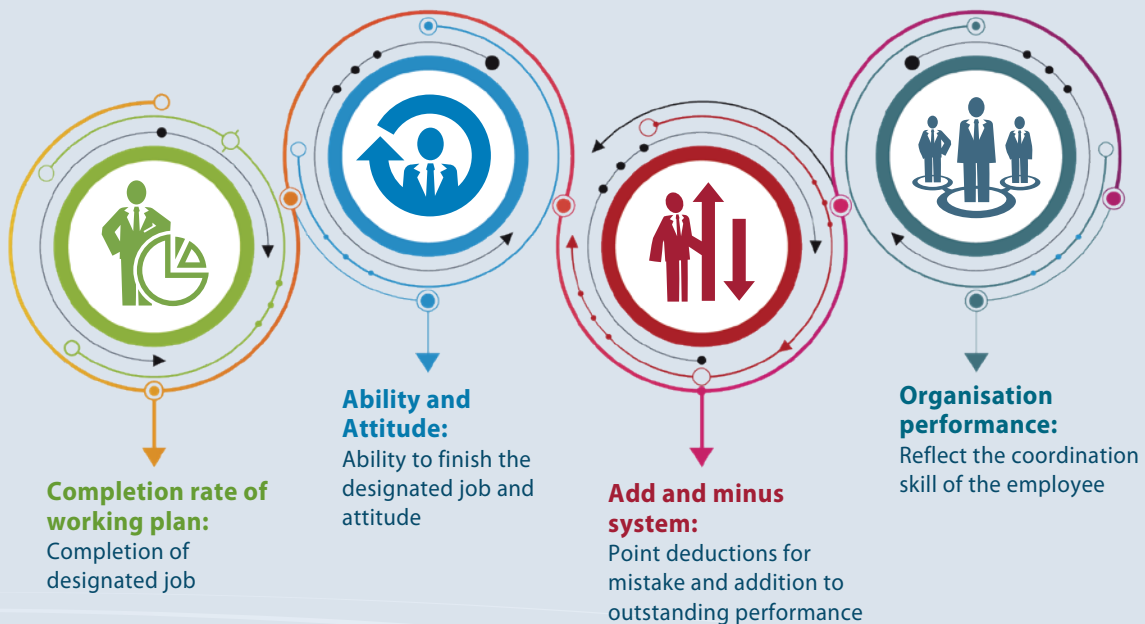 Completion rate of
working plan:
Completion of
designated job
Ability and
Attitude:
Ability to finish the
designated job and
attitude
Add and minus
system:
Point deductions for
mistake and addition to
outstanding performance
Organisation
performance:
Reflect the coordination
skill of the employee